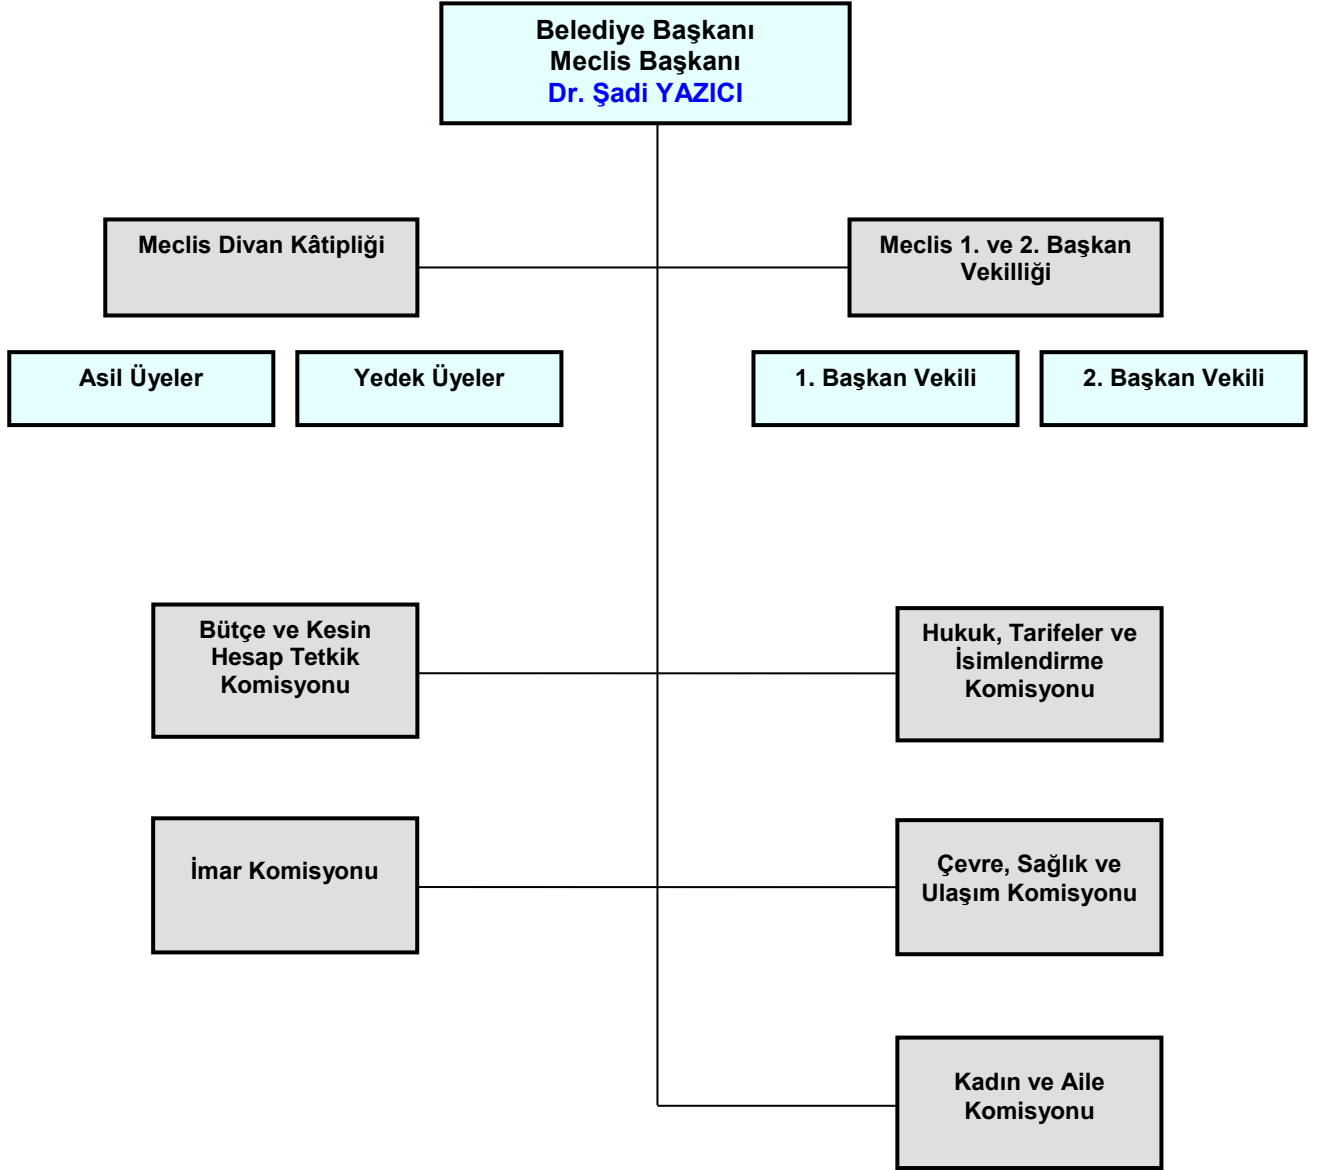 Belediye Başkanı
Meclis Başkanı
Dr. Şadi YAZICI
Meclis Divan Kâtipliği
Meclis 1. ve 2. Başkan
Vekilliği
Asil Üyeler
Yedek Üyeler
1. Başkan Vekili
2. Başkan Vekili
Bütçe ve Kesin
Hesap Tetkik
Komisyonu
Hukuk, Tarifeler ve
İsimlendirme
Komisyonu
İmar Komisyonu
Çevre, Sağlık ve
Ulaşım Komisyonu
Kadın ve Aile
Komisyonu